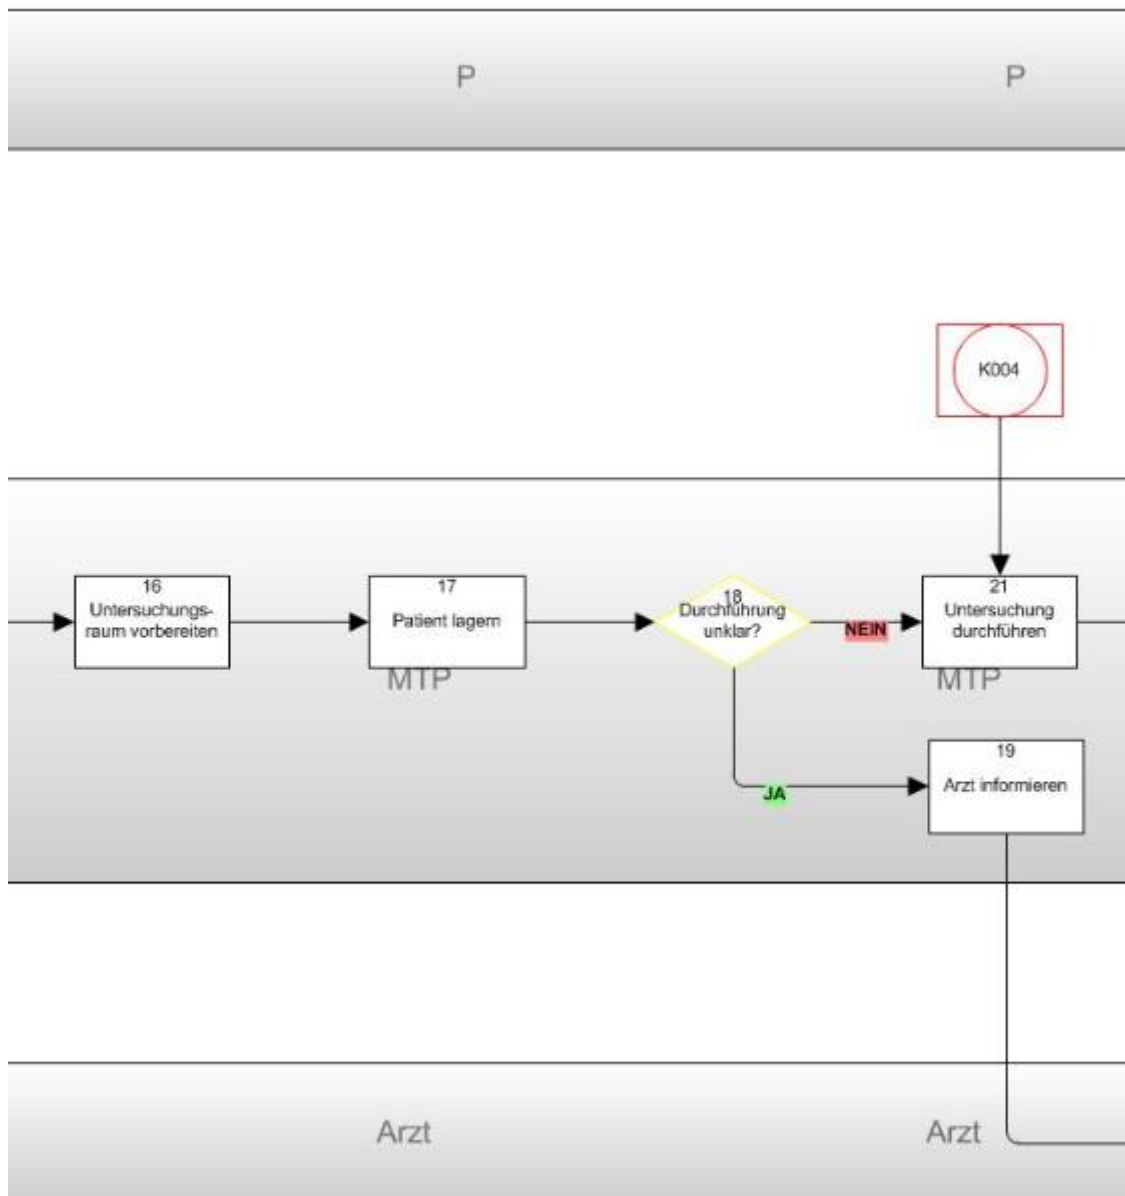 P
P
K004
16
Untersuchungs-
raum vorbereiten
17
Patient lagern
18
Durchführung
unklar?
NEIN
21
Untersuchung
durchführen
MTP
MTP
19
Arzt informieren
JA
Arzt
Arzt